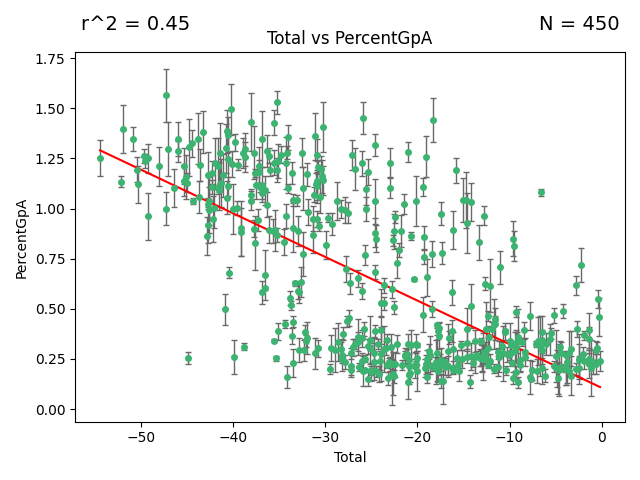 r^2 = 0.45 N = 450
Total vs PercentGpA
1.75
1.50
1.25
1.00
0.75
0.50
0.25
0.00
PercentGpA
−50 −40 −30 −20 −10 0
Total